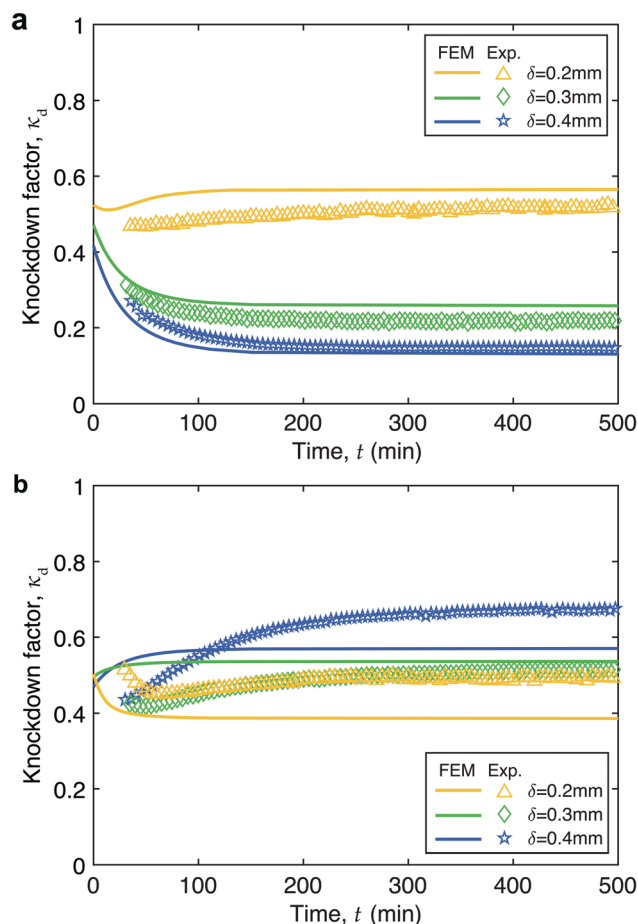 a
1
0.8
0.6
0.4
0.2
0
Knockdown factor, κd
FEM Exp.
δ=0.2mm
δ=0.3mm
δ=0.4mm
0 100 200 300 400 500
Time, t (min)
b
1
0.8
0.6
0.4
0.2
0
Knockdown factor, κd
FEM Exp.
δ=0.2mm
δ=0.3mm
δ=0.4mm
0 100 200 300 400 500
Time, t (min)